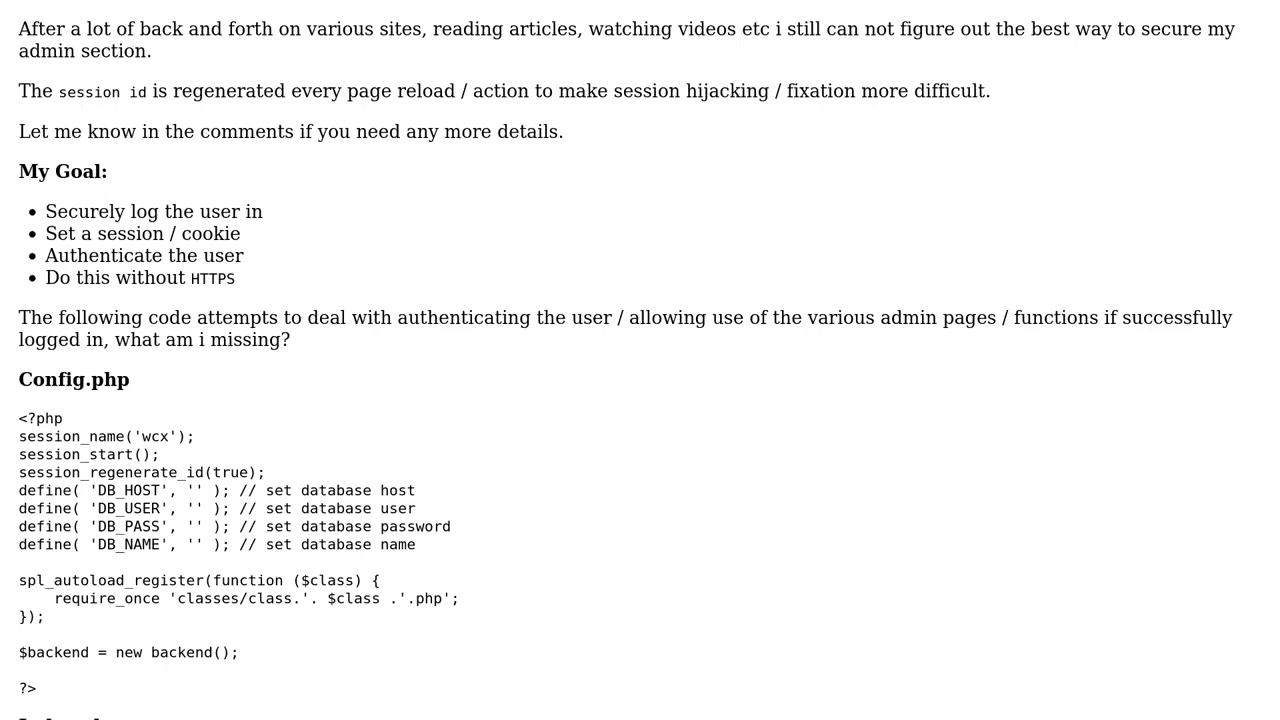 After a lot of back and forth on various sites, reading articles, watching videos etc i still can not figure out the best way to secure my
admin section.
The session id is regenerated every page reload / action to make session hijacking / fixation more difficult.
Let me know in the comments if you need any more details.
My Goal:
• Securely log the user in
• Set a session / cookie
• Authenticate the user
• Do this without HTTPS
The following code attempts to deal with authenticating the user / allowing use of the various admin pages / functions if successfully
logged in, what am i missing?
Config.php
<?php
session_name('wcx');
session_start();
session_regenerate_id(true);
define( 'DB_HOST', '' ); // set database host
define( 'DB_USER', '' ); // set database user
define( 'DB_PASS', '' ); // set database password
define( 'DB_NAME', '' ); // set database name
spl_autoload_register(function ($class) {
    require_once 'classes/class.'. $class .'.php';
});
$backend = new backend();
?>